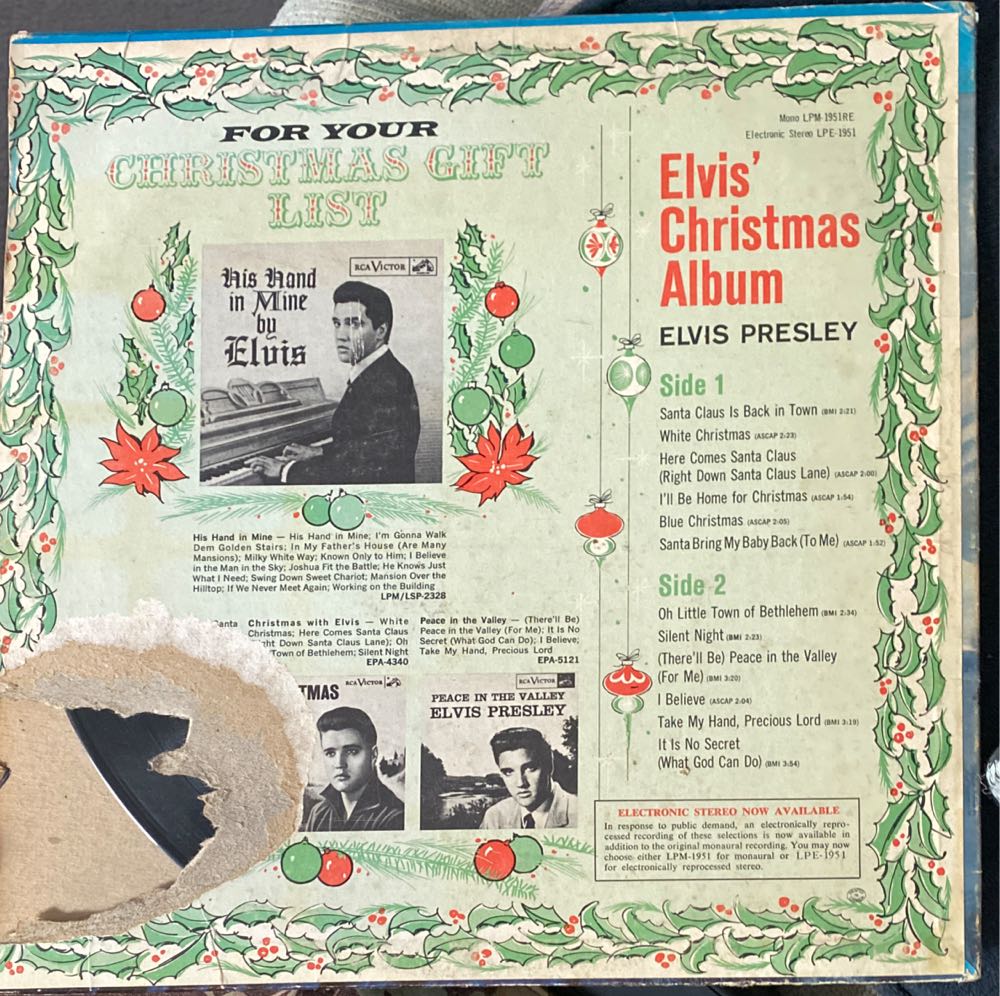 FOR YOUR
CHRISTMAS GIFT
LIST
RCA VICTOR
His Hand
in Mine
by
Elvis
His Hand in Mine — His Hand in Mine; I'm Gonna Walk
Dem Golden Stairs; In My Father's House (Are Many
Mansions); Milky White Way; Known Only to Him; I Believe
in the Man in the Sky; Joshua Fit the Battle; He Knows Just
What I Need; Swing Down Sweet Chariot; Mansion Over the
Hilltop; If We Never Meet Again; Working on the Building
LPM/LSP-2328
Santa
Christmas with Elvis — White
Christmas; Here Comes Santa Claus
ght Down Santa Claus Lane); Oh
Town of Bethlehem; Silent Night
EPA-4340
Peace in the Valley — (There'll Be)
Peace in the Valley (For Me); It Is No
Secret (What God Can Do); I Believe;
Take My Hand, Precious Lord
EPA-5121
RCA VICTOR
TMAS
RCA VICTOR
PEACE IN THE VALLEY
ELVIS PRESLEY
Mono LPM-1951RE
Electronic Stereo LPE-1951
Elvis'
Christmas
Album
ELVIS PRESLEY
Side 1
Santa Claus Is Back in Town (BMI 2:21)
White Christmas (ASCAP 2:23)
Here Comes Santa Claus
(Right Down Santa Claus Lane) (ASCAP 2:00)
I'll Be Home for Christmas (ASCAP 1:54)
Blue Christmas (ASCAP 2:05)
Santa Bring My Baby Back (To Me) (ASCAP 1:52)
Side 2
Oh Little Town of Bethlehem (BMI 2:34)
Silent Night (BMI 2:23)
(There'll Be) Peace in the Valley
(For Me) (BMI 3:20)
I Believe (ASCAP 2:04)
Take My Hand, Precious Lord (BMI 3:19)
It Is No Secret
(What God Can Do) (BMI 3:54)
ELECTRONIC STEREO NOW AVAILABLE
In response to public demand, an electronically repro-
cessed recording of these selections is now available in
addition to the original monaural recording. You may now
choose either LPM-1951 for monaural or LPE-1951
for electronically reprocessed stereo.